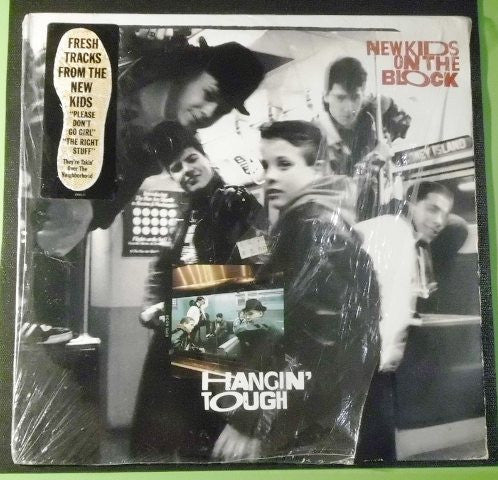 FRESH
TRACKS
FROM THE
NEW
KIDS
"PLEASE
DON'T
GO GIRL"
"THE RIGHT
STUFF"
They're Takin'
Over The
Neighborhood
NEW KIDS
ON THE
BLOCK
ISLAND
HANGIN'
TOUGH